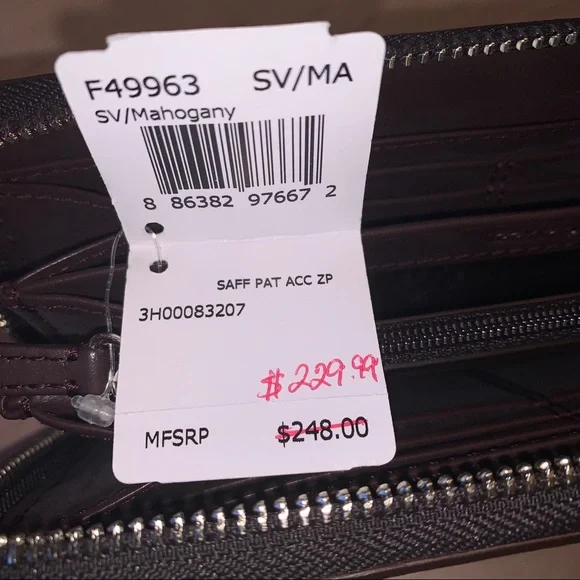 F49963 SV/MA
SV/Mahogany
8 86382 97667 2
SAFF PAT ACC ZP
3H00083207
$229.99
MFSRP $248.00